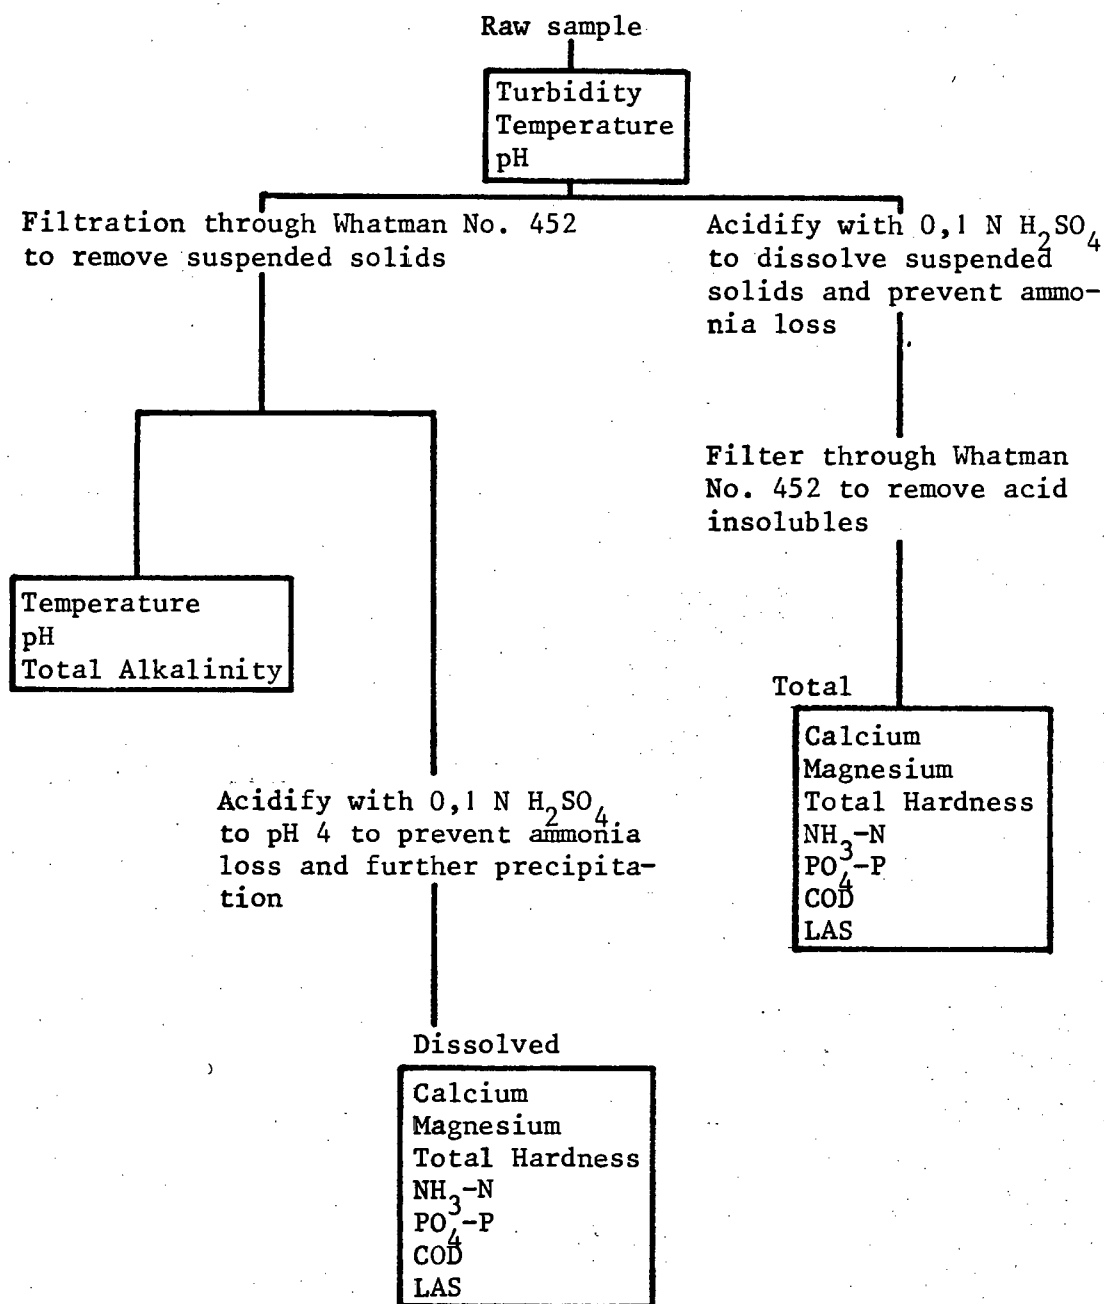 Raw sample
Turbidity
Temperature
pH
Filtration through Whatman No. 452
to remove suspended solids
Acidify with 0,1 N H₂SO₄
to dissolve suspended
solids and prevent ammo-
nia loss
Filter through Whatman
No. 452 to remove acid
insolubles
Temperature
pH
Total Alkalinity
Total
Calcium
Magnesium
Total Hardness
NH₃-N
PO₄-P
COD
LAS
Acidify with 0,1 N H₂SO₄
to pH 4 to prevent ammonia
loss and further precipita-
tion
Dissolved
Calcium
Magnesium
Total Hardness
NH₃-N
PO₄-P
COD
LAS